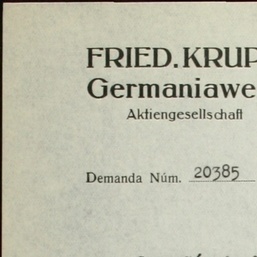 FRIED. KRUP
Germaniawe
Aktiengesellschaft
Demanda Núm. 20385